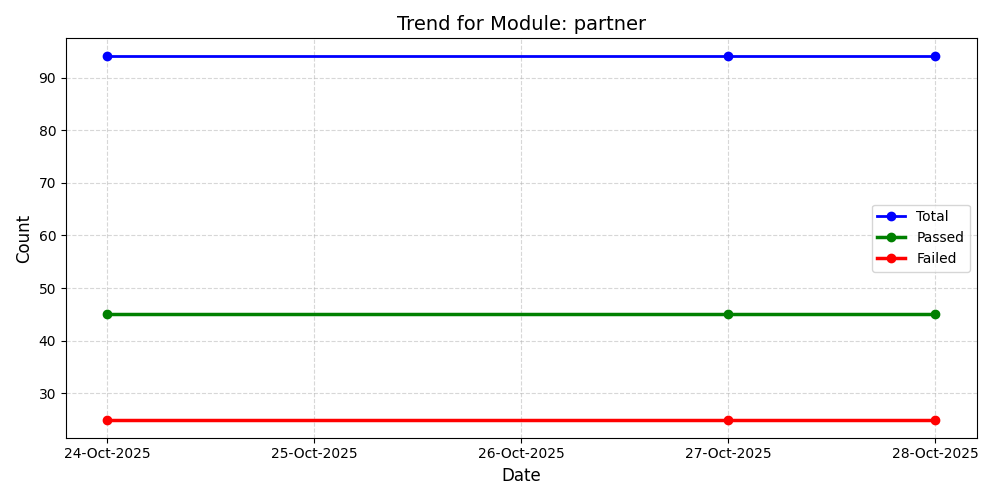 Trend for Module: partner
Count
90
80
70
60
50
40
30
Total
Passed
Failed
24-Oct-2025 25-Oct-2025 26-Oct-2025 27-Oct-2025 28-Oct-2025
Date